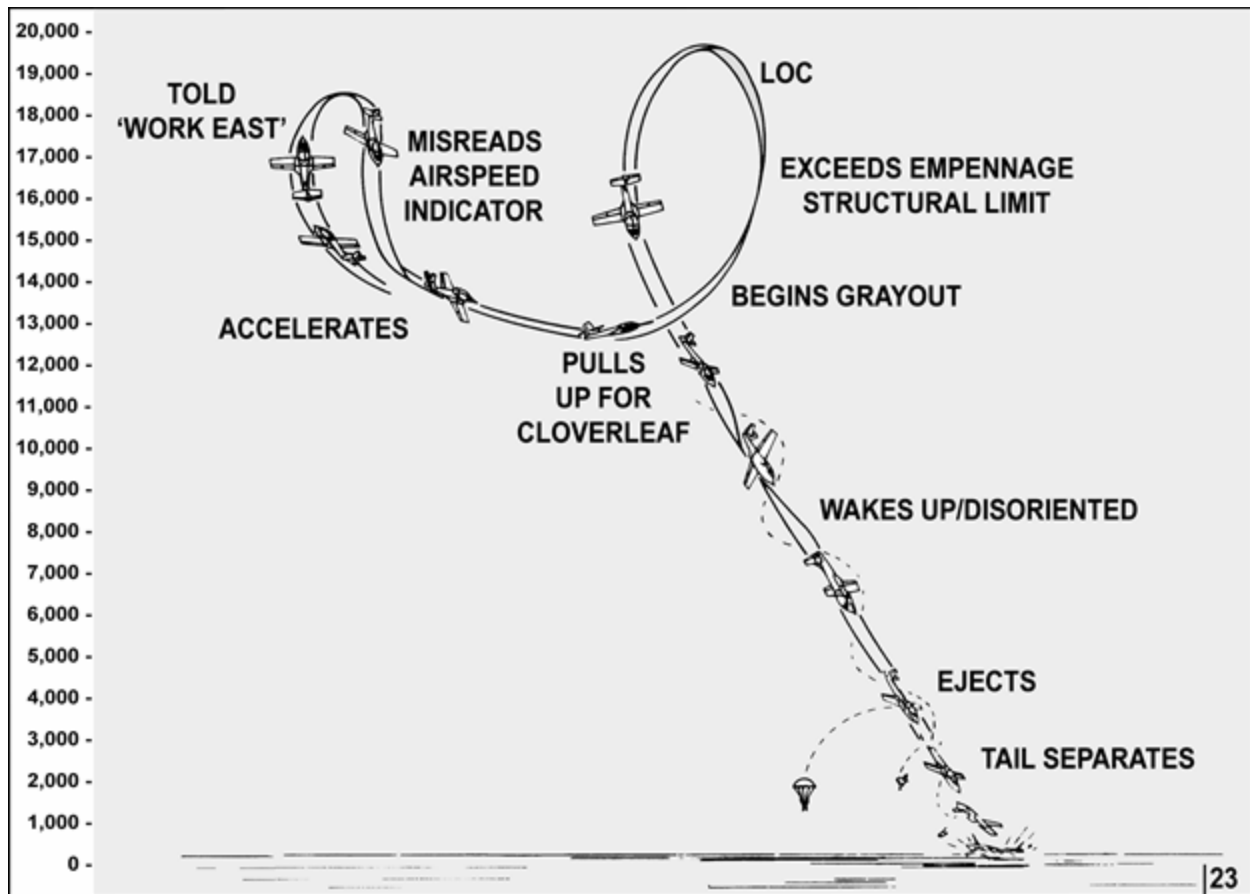 20,000 -
19,000 -
18,000 -
17,000 -
16,000 -
15,000 -
14,000 -
13,000 -
12,000 -
11,000 -
10,000 -
9,000 -
8,000 -
7,000 -
6,000 -
5,000 -
4,000 -
3,000 -
2,000 -
1,000 -
0 -
TOLD
‘WORK EAST’
MISREADS
AIRSPEED
INDICATOR
ACCELERATES
PULLS
UP FOR
CLOVERLEAF
LOC
EXCEEDS EMPENNAGE
STRUCTURAL LIMIT
BEGINS GRAYOUT
WAKES UP/DISORIENTED
EJECTS
TAIL SEPARATES
23